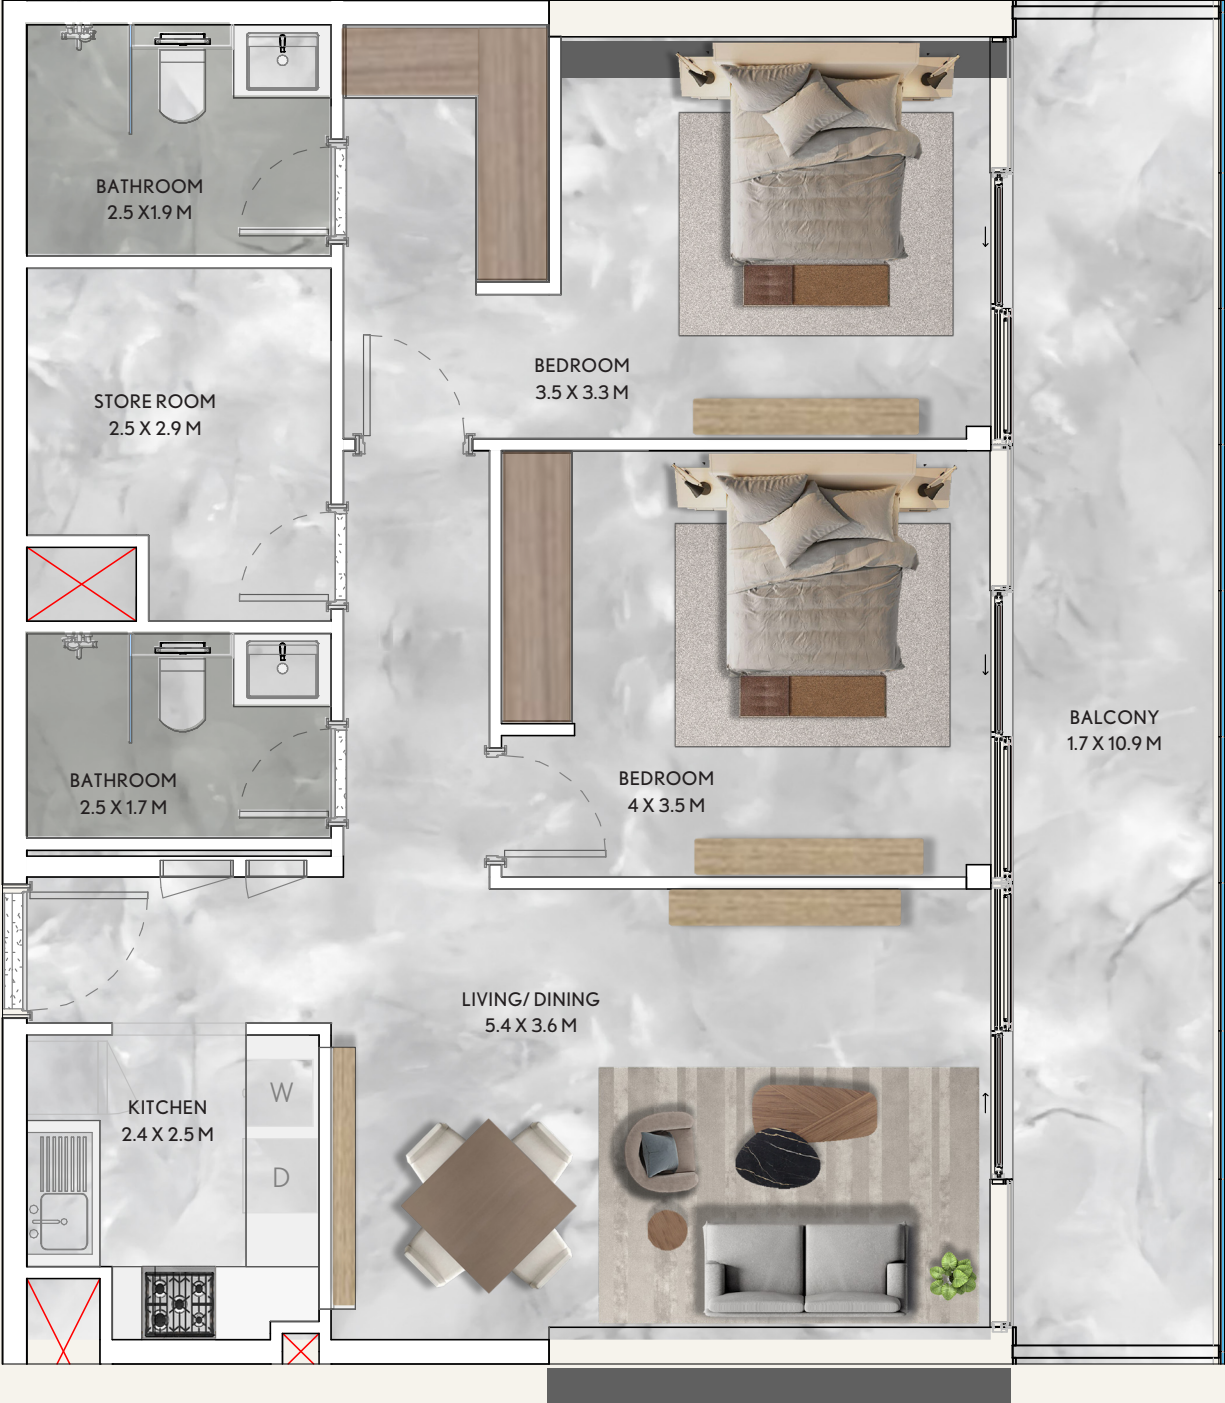 BATHROOM
2.5 X1.9 M
BEDROOM
3.5 X 3.3 M
STORE ROOM
2.5 X 2.9 M
BALCONY
1.7 X 10.9 M
BATHROOM
2.5 X 1.7 M
BEDROOM
4 X 3.5 M
LIVING/ DINING
5.4 X 3.6 M
KITCHEN
2.4 X 2.5 M
W
D